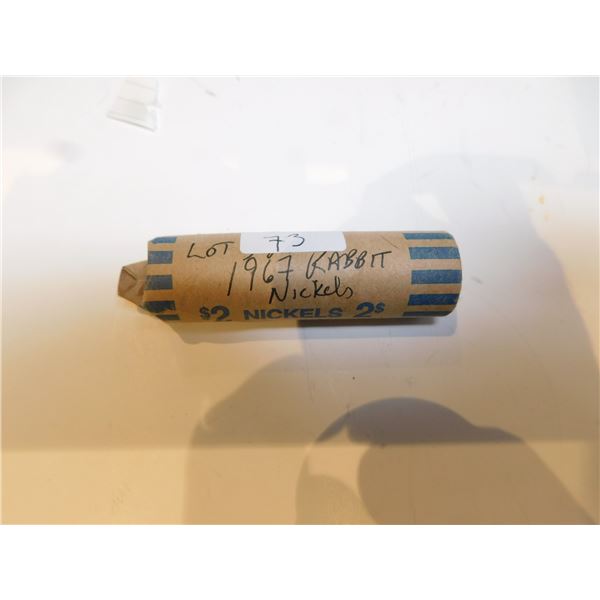 LOT 73
1967 RABBIT
Nickels
$2 NICKELS 2$